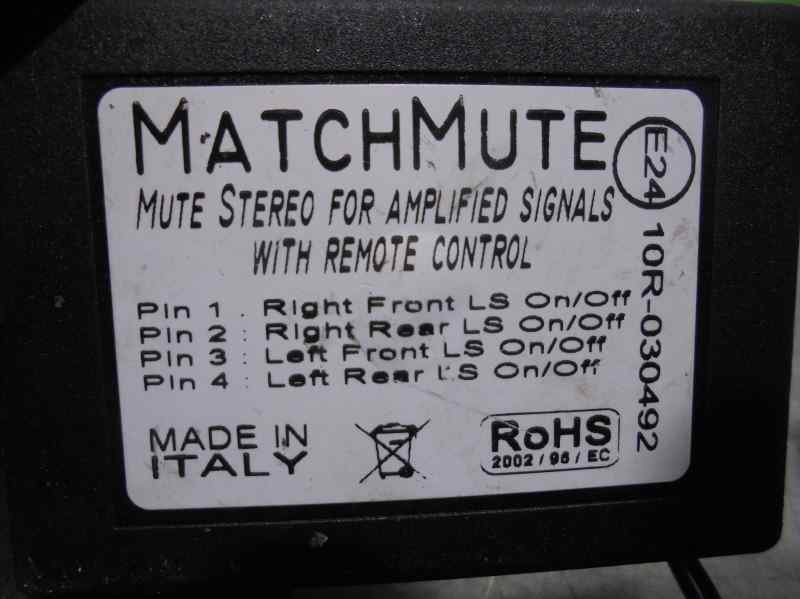 MATCHMUTE
MUTE STEREO FOR AMPLIFIED SIGNALS
WITH REMOTE CONTROL
Pin 1 : Right Front LS On/Off
Pin 2 : Right Rear LS On/Off
Pin 3 : Left Front LS On/Off
Pin 4 : Left Rear LS On/Off
MADE IN
ITALY
RoHS
2002/96/EC
E24
10R-030492